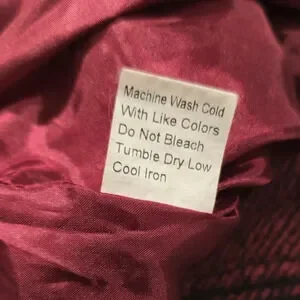 Machine Wash Cold
With Like Colors
Do Not Bleach
Tumble Dry Low
Cool Iron